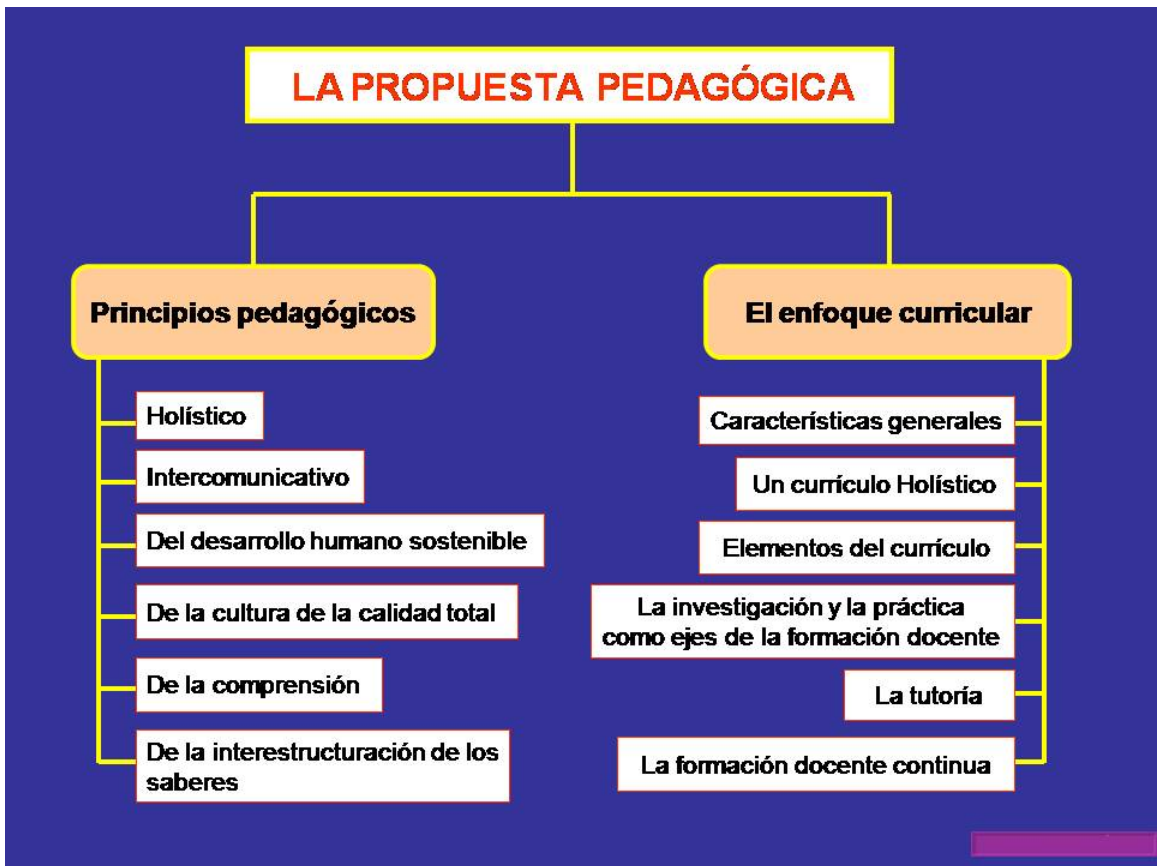 LA PROPUESTA PEDAGÓGICA
Principios pedagógicos
Holístico
Intercomunicativo
Del desarrollo humano sostenible
De la cultura de la calidad total
De la comprensión
De la interestructuración de los
saberes
El enfoque curricular
Características generales
Un currículo Holístico
Elementos del currículo
La investigación y la práctica
como ejes de la formación docente
La tutoría
La formación docente continua